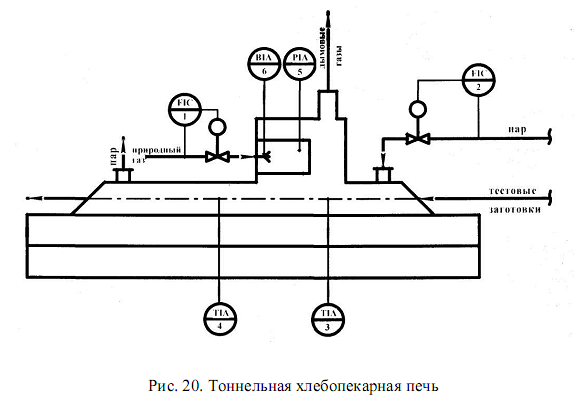 дымовые
газы
BIA
6
PIA
5
FIC
1
FIC
2
пар
природный
газ
пар
тестовые
заготовки
TIA
4
TIA
3
Рис. 20. Тоннельная хлебопекарная печь